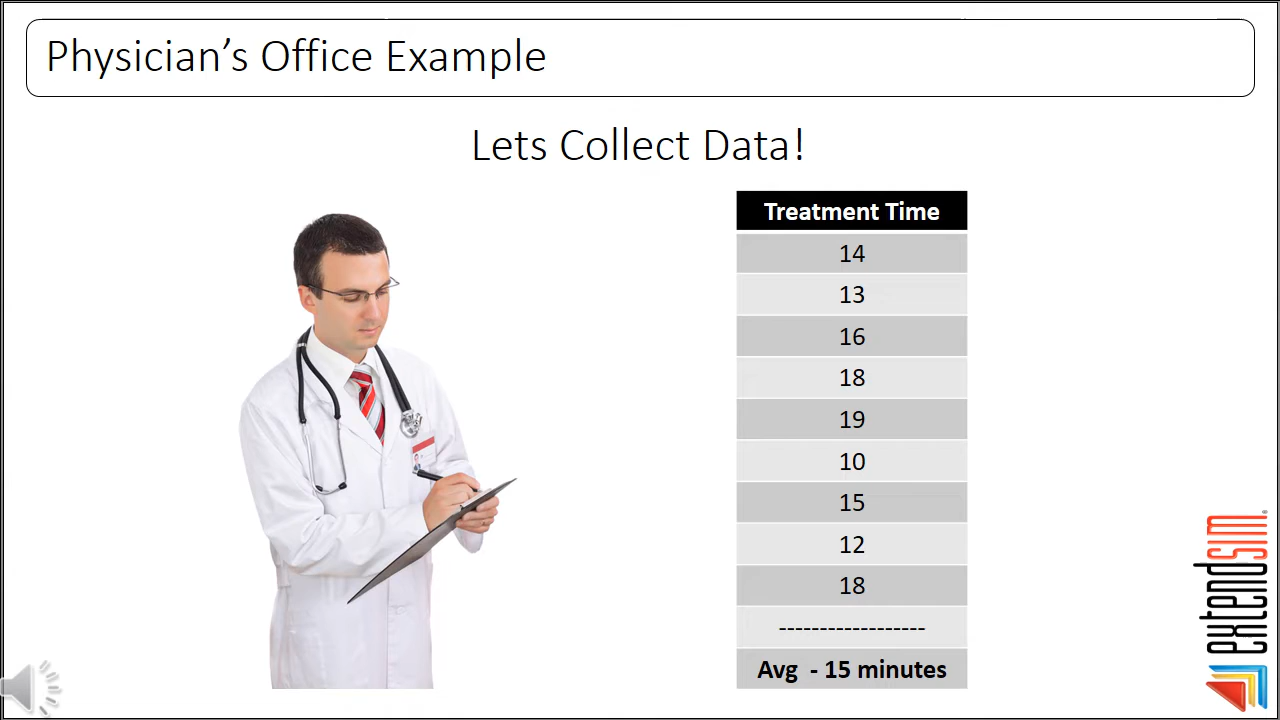 Physician’s Office Example
Lets Collect Data!
Treatment Time
14
13
16
18
19
10
15
12
18
------------------
Avg - 15 minutes
extendsim